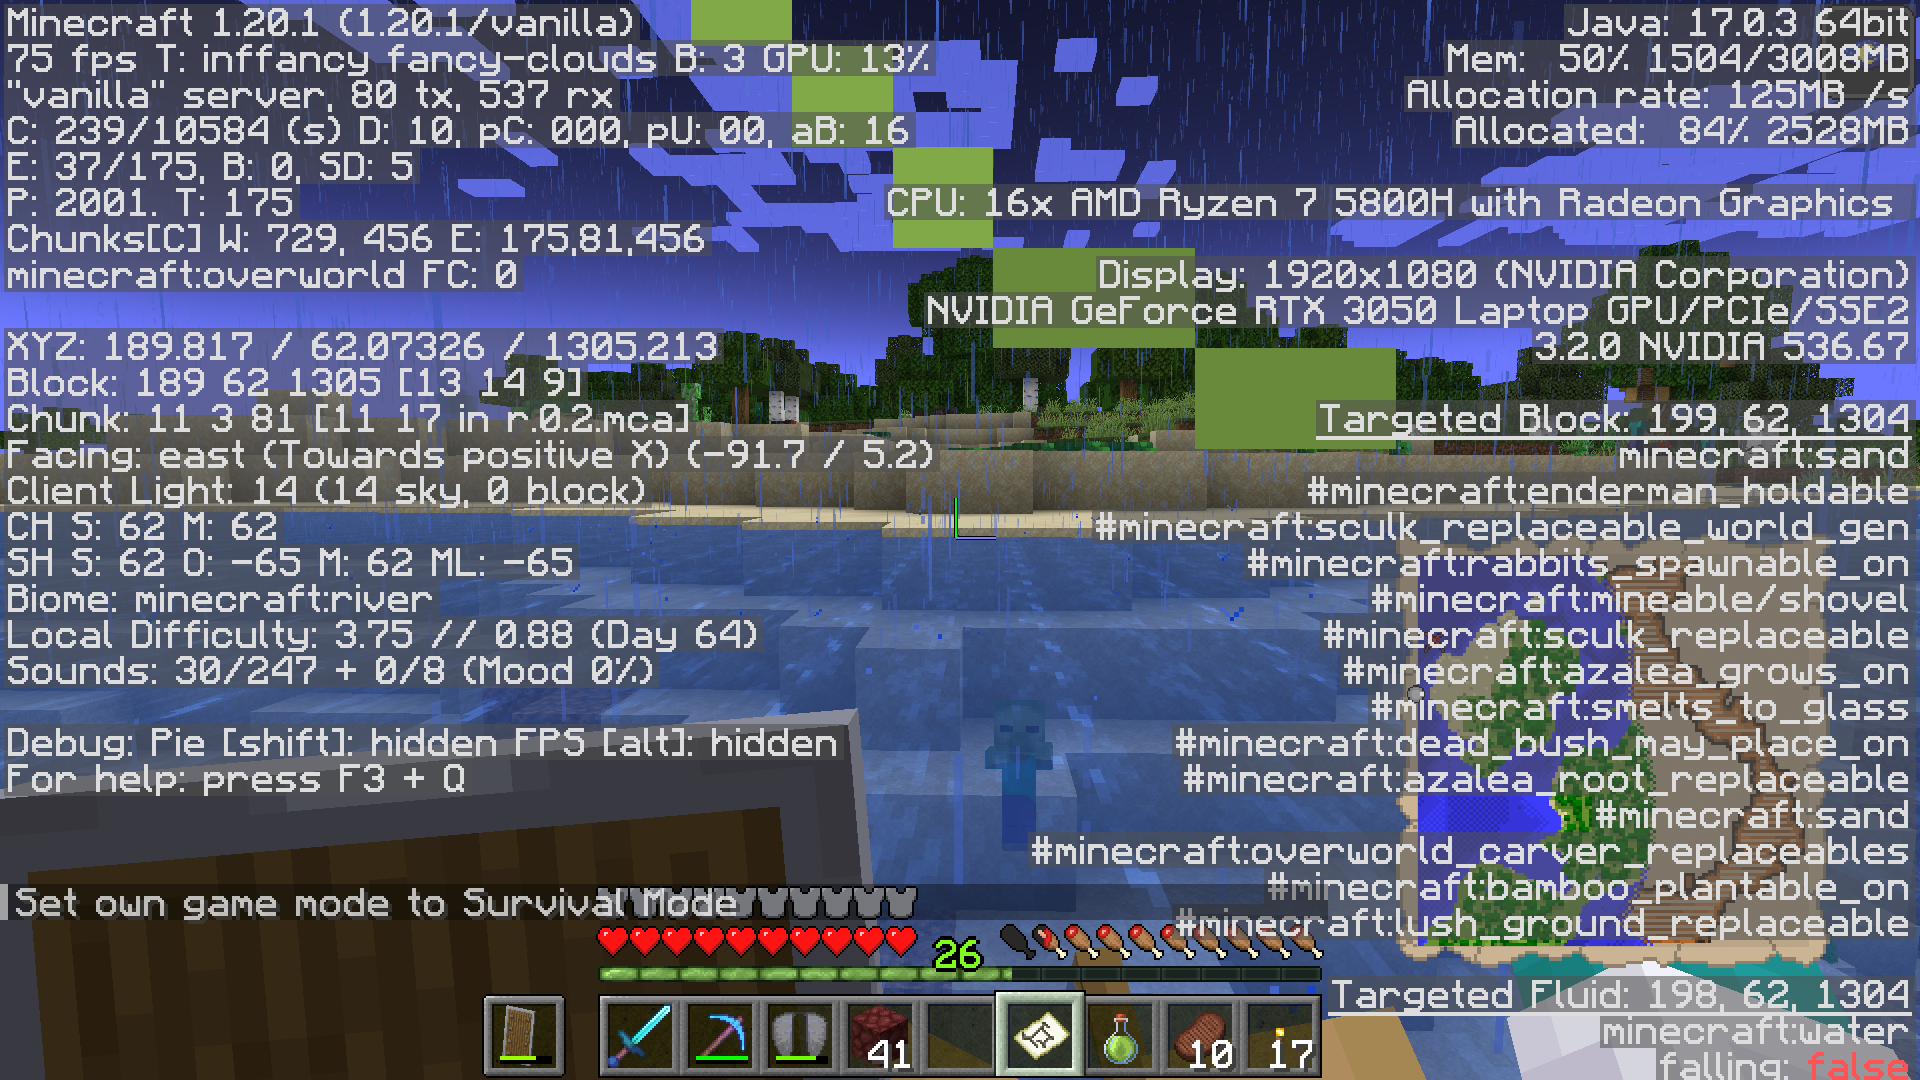 Minecraft 1.20.1 (1.20.1/vanilla)
75 fps T: inffancy fancy-clouds B: 3 GPU: 13%
"vanilla" server, 80 tx, 537 rx
C: 239/10584 (s) D: 10, pC: 000, pU: 00, aB: 16
E: 37/175, B: 0, SD: 5
P: 2001. T: 175
Chunks[C] W: 729, 456 E: 175,81,456
minecraft:overworld FC: 0
XYZ: 189.817 / 62.07326 / 1305.213
Block: 189 62 1305 [13 14 9]
Chunk: 11 3 81 [11 17 in r.0.2.mca]
Facing: east (Towards positive X) (-91.7 / 5.2)
Client Light: 14 (14 sky, 0 block)
CH S: 62 M: 62
SH S: 62 O: -65 M: 62 ML: -65
Biome: minecraft:river
Local Difficulty: 3.75 // 0.88 (Day 64)
Sounds: 30/247 + 0/8 (Mood 0%)
Debug: Pie [shift]: hidden FPS [alt]: hidden
For help: press F3 + Q
Java: 17.0.3 64bit
Mem: 50% 1504/3008MB
Allocation rate: 125MB /s
Allocated: 84% 2528MB
CPU: 16x AMD Ryzen 7 5800H with Radeon Graphics
Display: 1920x1080 (NVIDIA Corporation)
NVIDIA GeForce RTX 3050 Laptop GPU/PCIe/SSE2
3.2.0 NVIDIA 536.67
Targeted Block: 199, 62, 1304
minecraft:sand
#minecraft:enderman_holdable
#minecraft:sculk_replaceable_world_gen
#minecraft:rabbits_spawnable_on
#minecraft:mineable/shovel
#minecraft:sculk_replaceable
#minecraft:azalea_grows_on
#minecraft:smelts_to_glass
#minecraft:dead_bush_may_place_on
#minecraft:azalea_root_replaceable
#minecraft:sand
#minecraft:overworld_carver_replaceables
#minecraft:bamboo_plantable_on
#minecraft:lush_ground_replaceable
Targeted Fluid: 198, 62, 1304
minecraft:water
falling: false
Set own game mode to Survival Mode
26
41
10
17